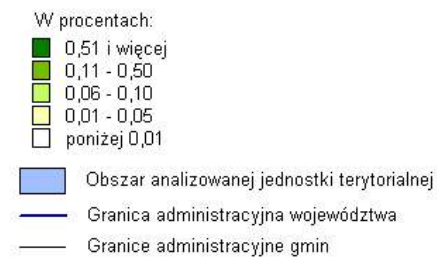 W procentach:
0,51 i więcej
0,11 - 0,50
0,06 - 0,10
0,01 - 0,05
poniżej 0,01
Obszar analizowanej jednostki terytorialnej
Granica administracyjna województwa
Granice administracyjne gmin